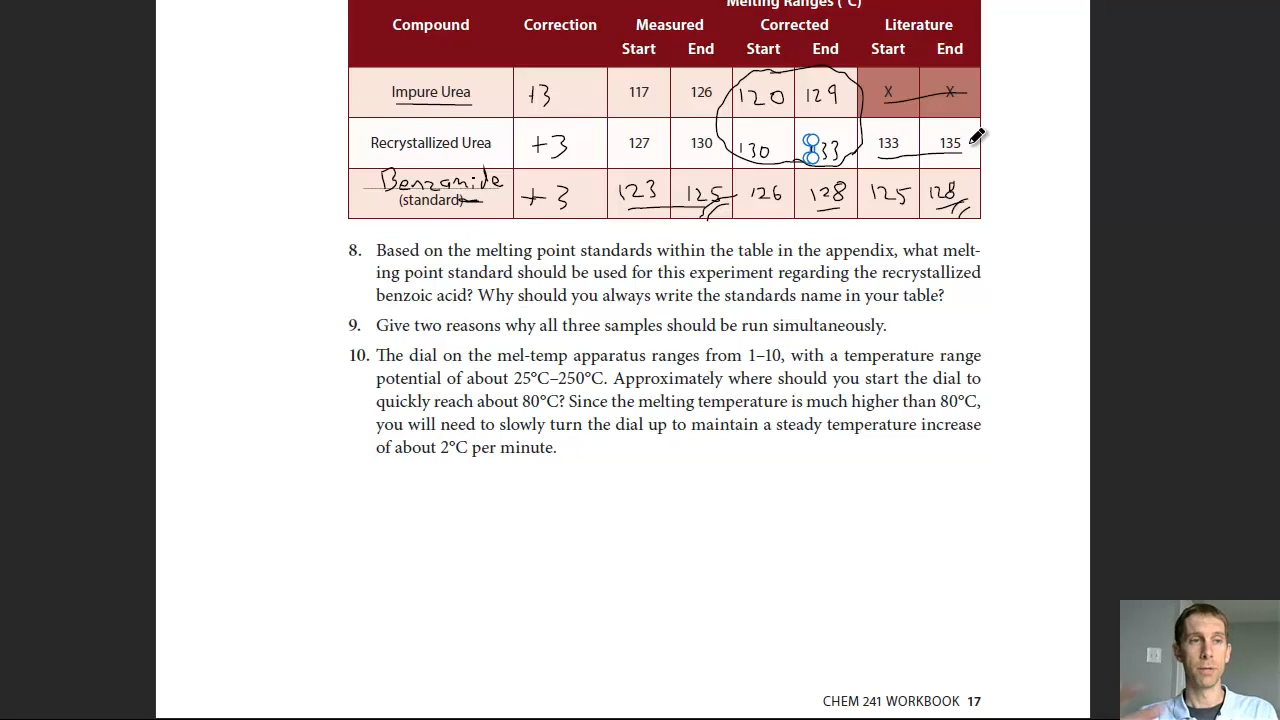 Melting Ranges (°C)
Compound Correction Measured Corrected Literature
Start End Start End Start End
Impure Urea +3 117 126 120 129 X X
Recrystallized Urea +3 127 130 130 133 133 135
Benzamide
(standard) +3 123 125 126 128 125 128
8. Based on the melting point standards within the table in the appendix, what melt-
ing point standard should be used for this experiment regarding the recrystallized
benzoic acid? Why should you always write the standards name in your table?
9. Give two reasons why all three samples should be run simultaneously.
10. The dial on the mel-temp apparatus ranges from 1–10, with a temperature range
potential of about 25°C–250°C. Approximately where should you start the dial to
quickly reach about 80°C? Since the melting temperature is much higher than 80°C,
you will need to slowly turn the dial up to maintain a steady temperature increase
of about 2°C per minute.
CHEM 241 WORKBOOK 17